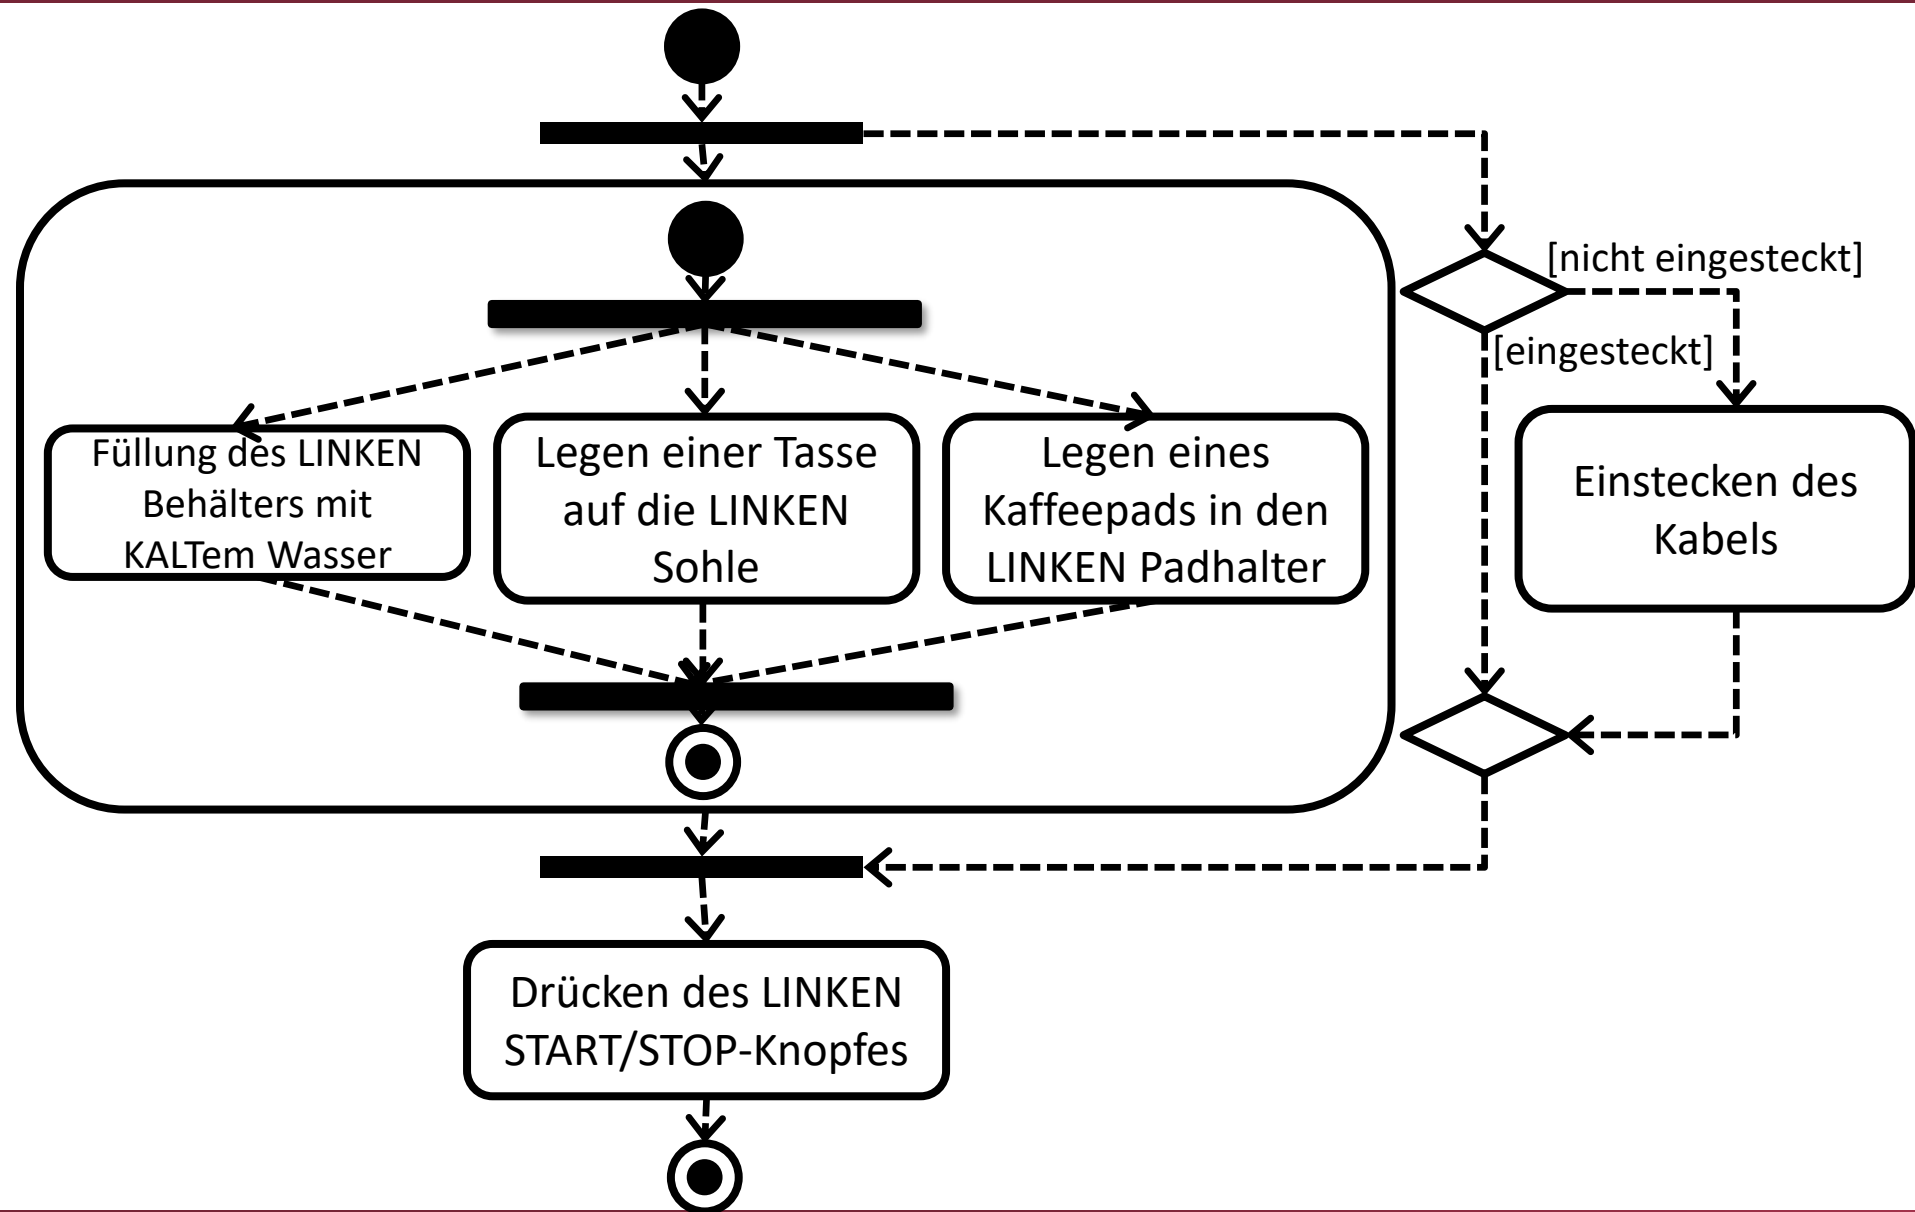 [nicht eingesteckt]
[eingesteckt]
Füllung des LINKEN
Behälters mit
KALTem Wasser
Legen einer Tasse
auf die LINKEN
Sohle
Legen eines
Kaffeepads in den
LINKEN Padhalter
Einstecken des
Kabels
Drücken des LINKEN
START/STOP-Knopfes